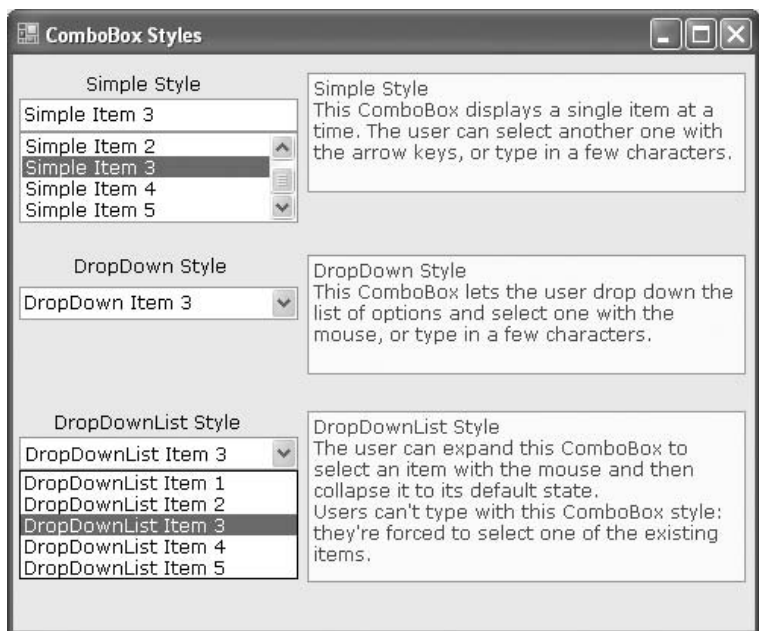 ComboBox Styles
Simple Style
Simple Item 3
Simple Item 2
Simple Item 3
Simple Item 4
Simple Item 5
Simple Style
This ComboBox displays a single item at a
time. The user can select another one with
the arrow keys, or type in a few characters.
DropDown Style
DropDown Item 3
DropDown Style
This ComboBox lets the user drop down the
list of options and select one with the
mouse, or type in a few characters.
DropDownList Style
DropDownList Item 3
DropDownList Item 1
DropDownList Item 2
DropDownList Item 3
DropDownList Item 4
DropDownList Item 5
DropDownList Style
The user can expand this ComboBox to
select an item with the mouse and then
collapse it to its default state.
Users can't type with this ComboBox style:
they're forced to select one of the existing
items.